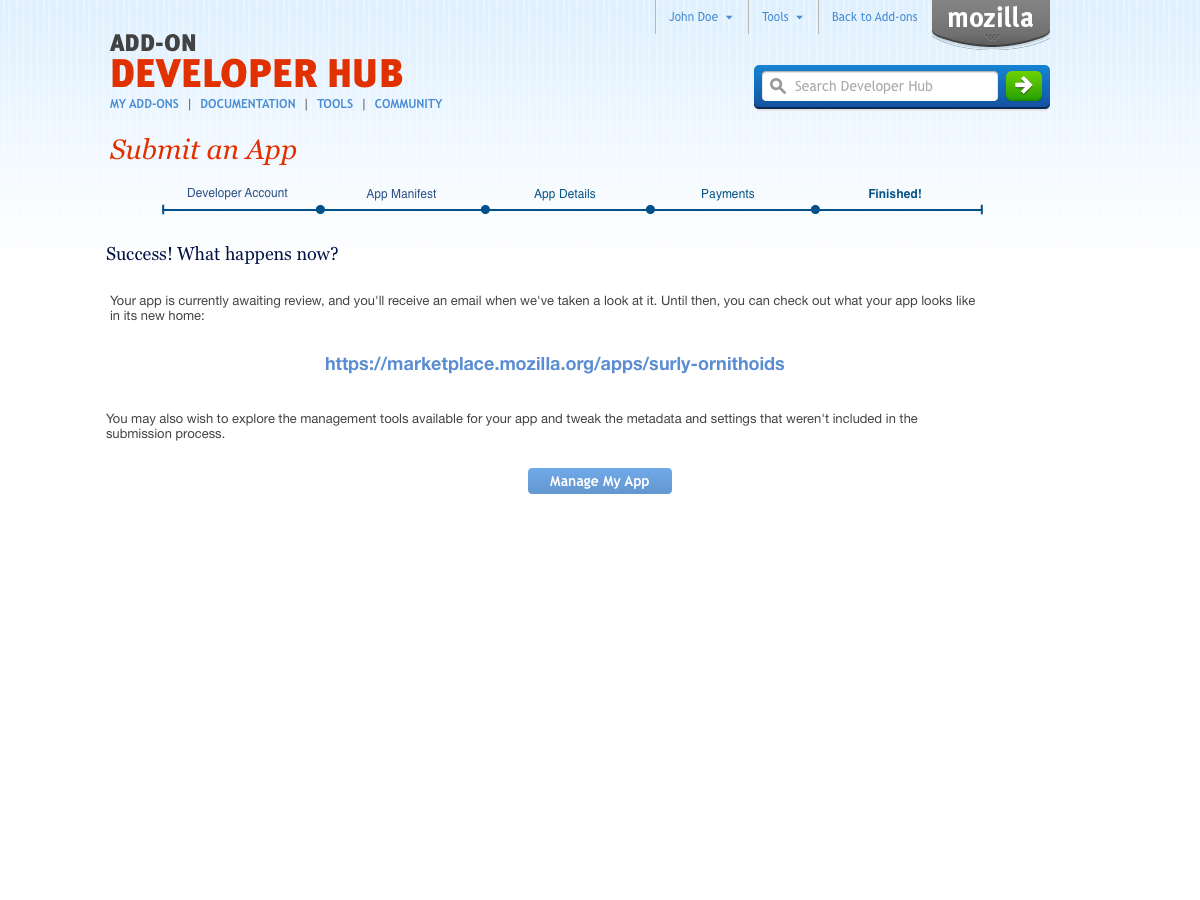 John Doe
Tools
Back to Add-ons
mozilla
ADD-ON
DEVELOPER HUB
MY ADD-ONS | DOCUMENTATION | TOOLS | COMMUNITY
Search Developer Hub
Submit an App
Developer Account
App Manifest
App Details
Payments
Finished!
Success! What happens now?
Your app is currently awaiting review, and you'll receive an email when we've taken a look at it. Until then, you can check out what your app looks like
in its new home:
https://marketplace.mozilla.org/apps/surly-ornithoids
You may also wish to explore the management tools available for your app and tweak the metadata and settings that weren't included in the
submission process.
Manage My App